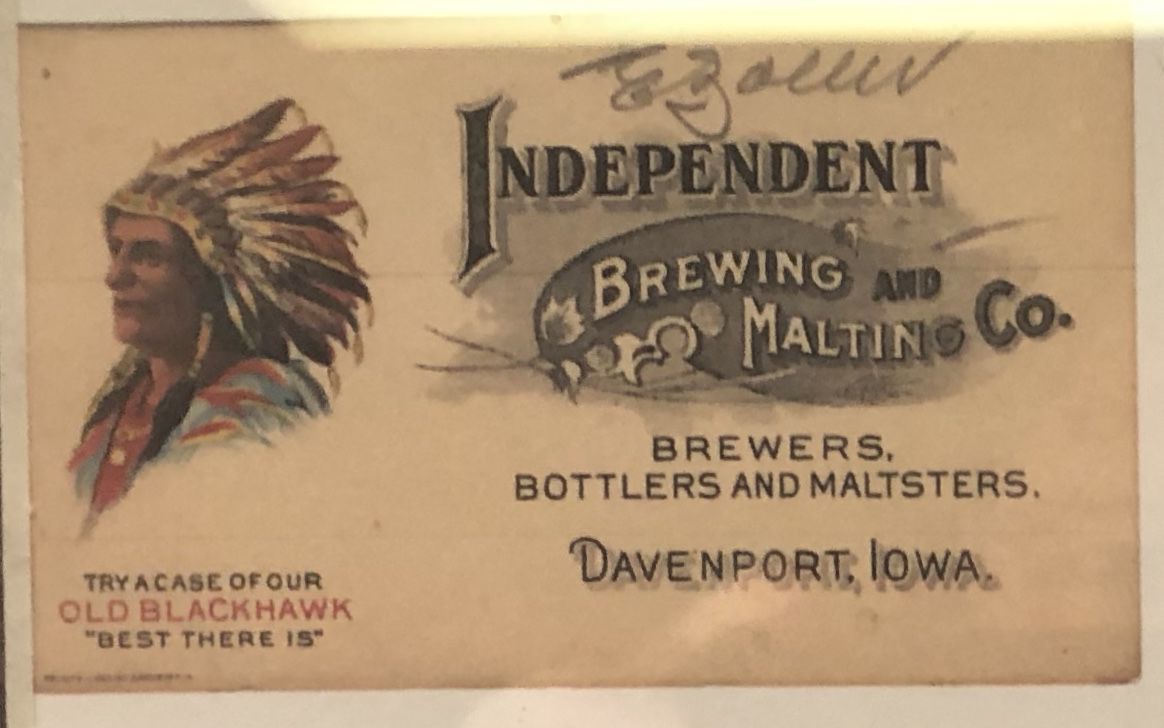 INDEPENDENT
BREWING AND
MALTING CO.
BREWERS,
BOTTLERS AND MALTSTERS.
DAVENPORT, IOWA.
TRY A CASE OF OUR
OLD BLACKHAWK
"BEST THERE IS"